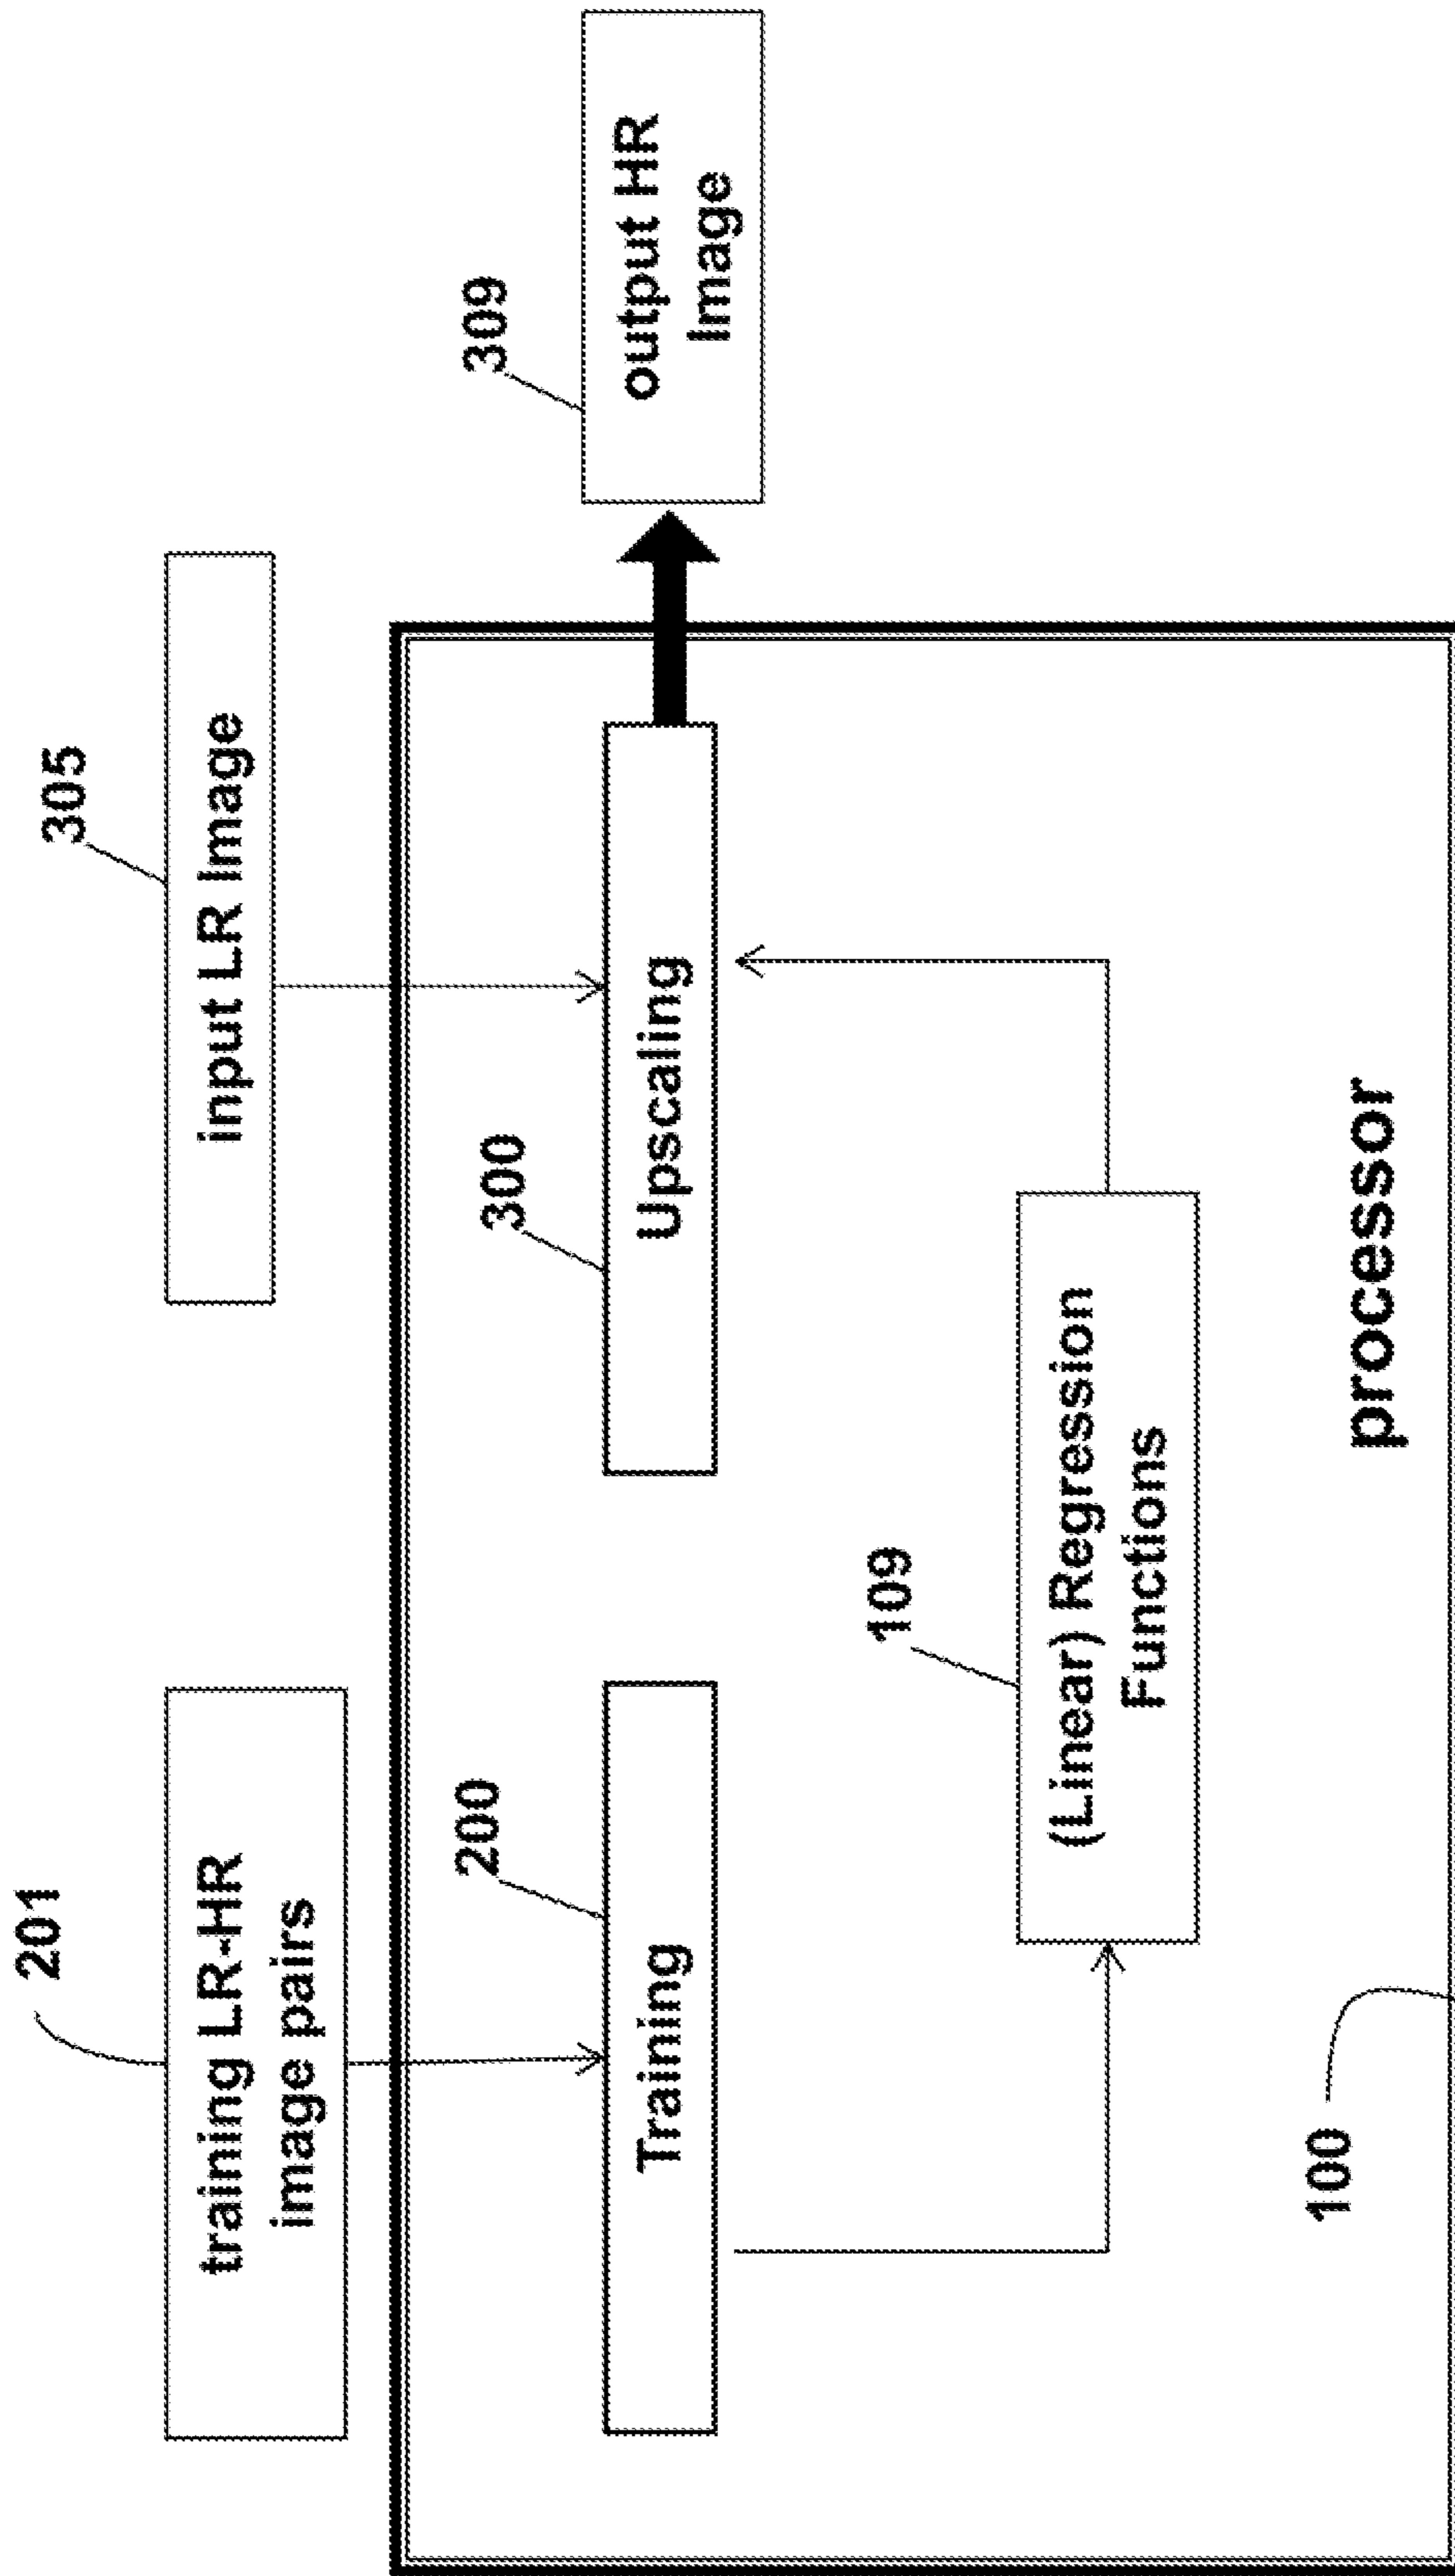 201
training LR-HR
image pairs
305
input LR Image
200
Training
300
Upscaling
309
output HR
Image
109
(Linear) Regression
Functions
100
processor